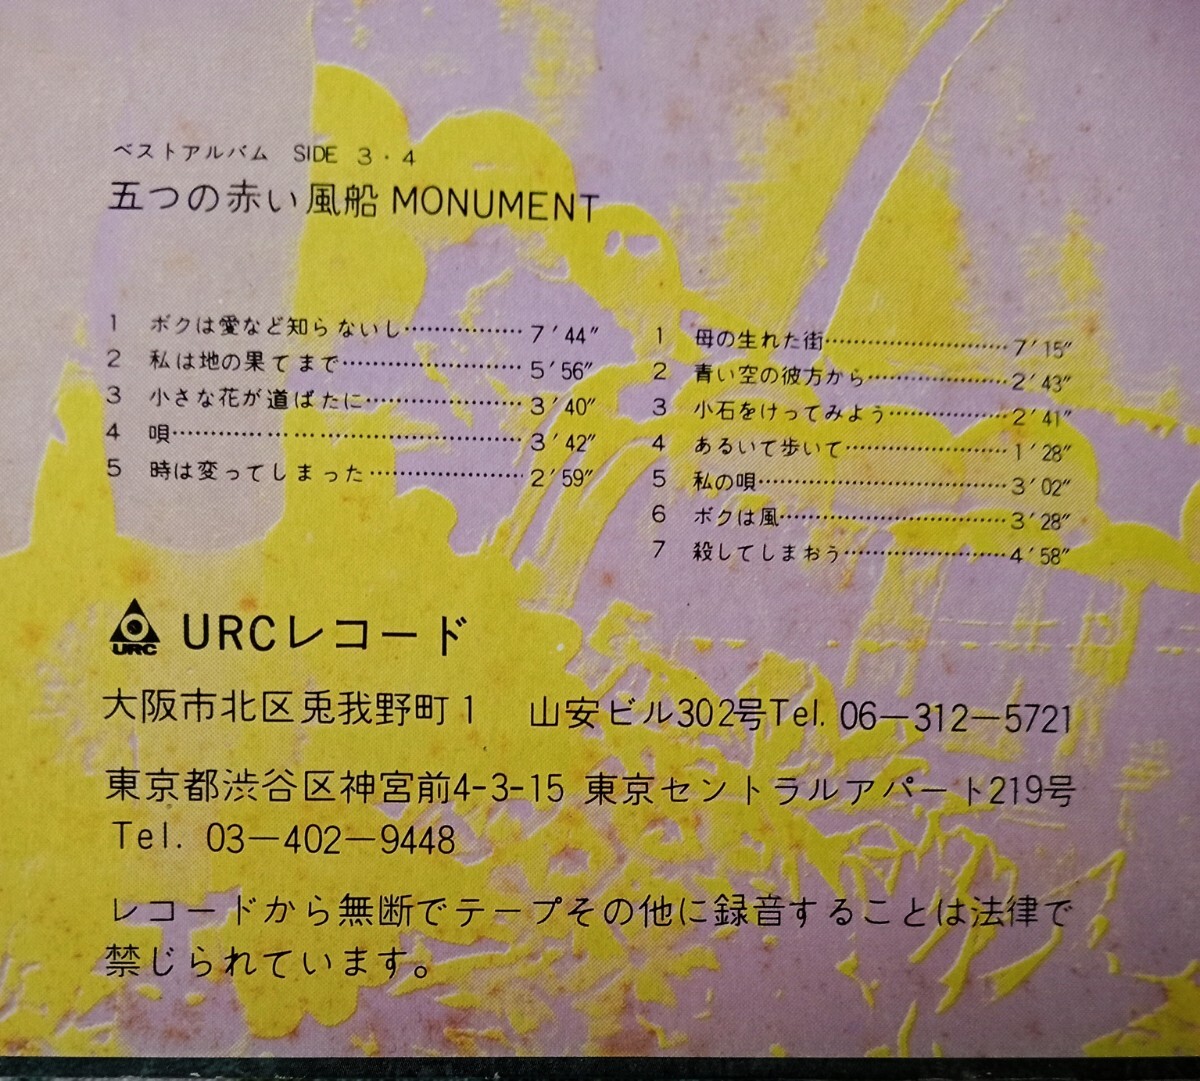 ベストアルバム SIDE 3・4
五つの赤い風船 MONUMENT
1 ボクは愛など知らないし………………7′44″
2 私は地の果てまで………………5′56″
3 小さな花が道ばたに………………3′40″
4 唄………………3′42″
5 時は変ってしまった………………2′59″
1 母の生れた街………………7′15″
2 青い空の彼方から………………2′43″
3 小石をけってみよう………………2′41″
4 あるいて歩いて………………1′28″
5 私の唄………………3′02″
6 ボクは風………………3′28″
7 殺してしまおう………………4′58″
URC URCレコード
大阪市北区兎我野町1 山安ビル302号Tel. 06—312—5721
東京都渋谷区神宮前4-3-15 東京セントラルアパート219号
Tel. 03—402—9448
レコードから無断でテープその他に録音することは法律で
禁じられています。